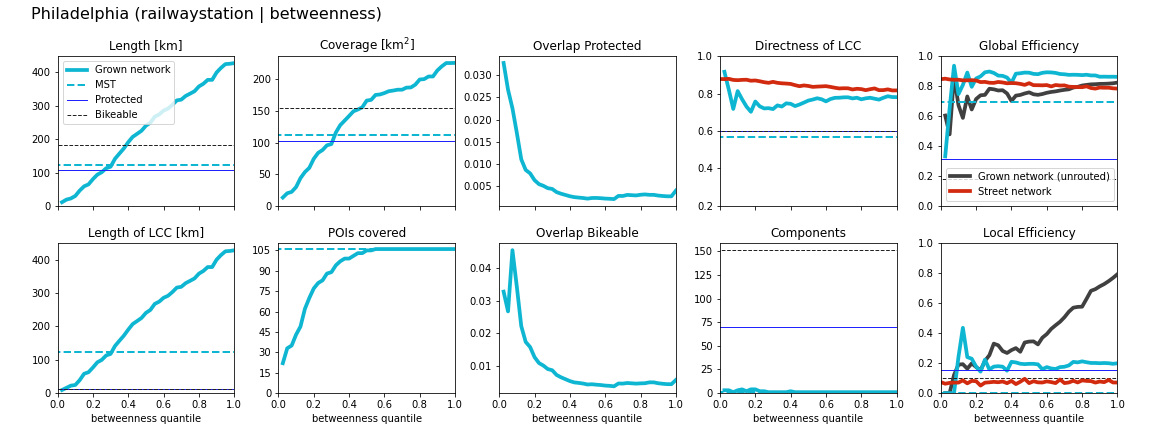 Philadelphia (railwaystation | betweenness)
Length [km]
400
300
200
100
0
Grown network
MST
Protected
Bikeable
Coverage [km²]
200
150
100
50
0
Overlap Protected
0.030
0.025
0.020
0.015
0.010
0.005
Directness of LCC
1.0
0.8
0.6
0.4
0.2
Global Efficiency
1.0
0.8
0.6
0.4
0.2
0.0
Grown network (unrouted)
Street network
Length of LCC [km]
400
300
200
100
0
0.0 0.2 0.4 0.6 0.8 1.0
betweenness quantile
POIs covered
105
90
75
60
45
30
15
0
0.0 0.2 0.4 0.6 0.8 1.0
betweenness quantile
Overlap Bikeable
0.04
0.03
0.02
0.01
0.0 0.2 0.4 0.6 0.8 1.0
betweenness quantile
Components
150
125
100
75
50
25
0
0.0 0.2 0.4 0.6 0.8 1.0
betweenness quantile
Local Efficiency
1.0
0.8
0.6
0.4
0.2
0.0
0.0 0.2 0.4 0.6 0.8 1.0
betweenness quantile